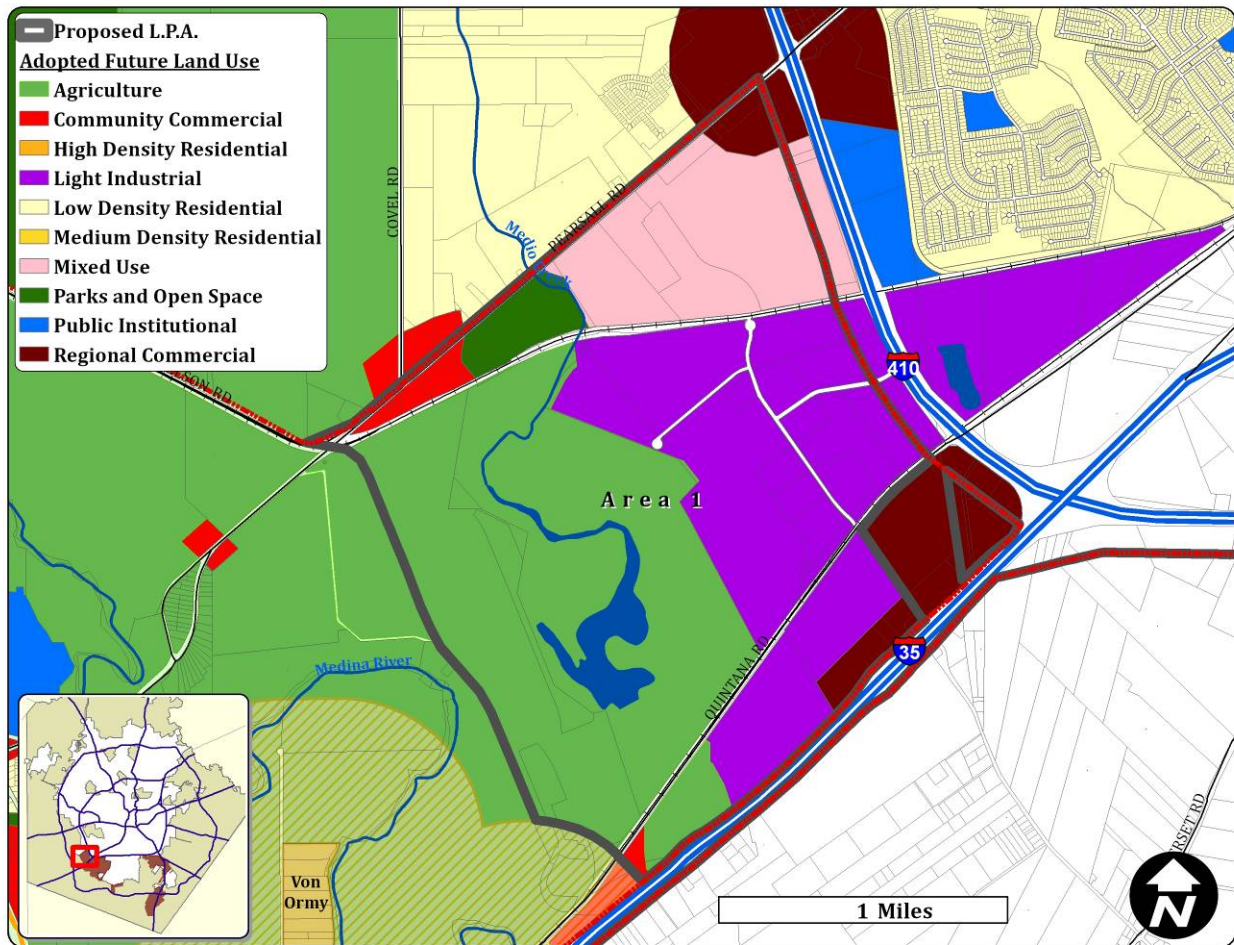 Proposed L.P.A.
Adopted Future Land Use
Agriculture
Community Commercial
High Density Residential
Light Industrial
Low Density Residential
Medium Density Residential
Mixed Use
Parks and Open Space
Public Institutional
Regional Commercial
COVEL RD
PEARSALL RD
Medio
410
Area 1
QUINTANA RD
35
Medina River
Von
Ormy
1 Miles
N